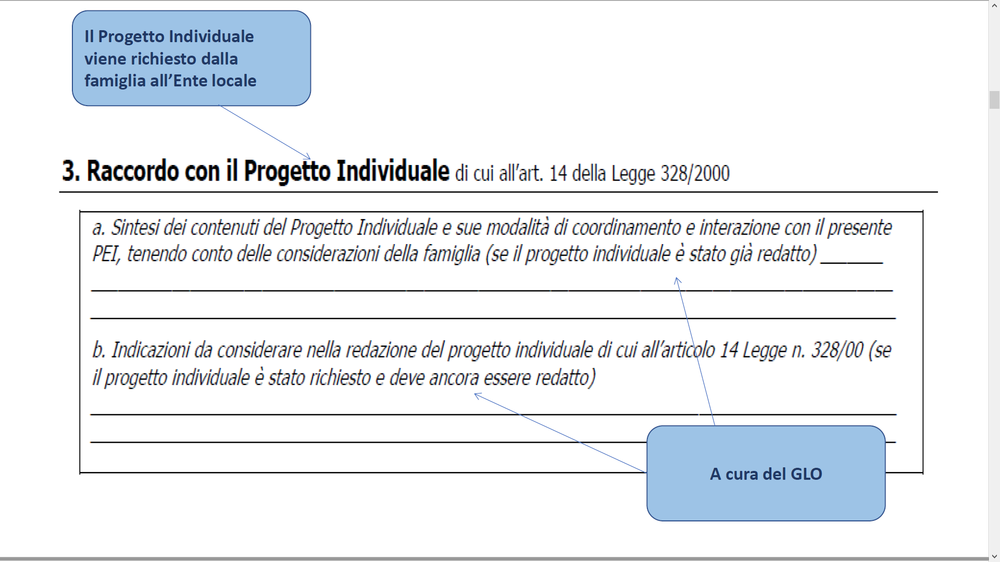 Il Progetto Individuale
viene richiesto dalla
famiglia all’Ente locale
3. Raccordo con il Progetto Individuale di cui all’art. 14 della Legge 328/2000
a. Sintesi dei contenuti del Progetto Individuale e sue modalità di coordinamento e interazione con il presente
PEI, tenendo conto delle considerazioni della famiglia (se il progetto individuale è stato già redatto) _______
b. Indicazioni da considerare nella redazione del progetto individuale di cui all’articolo 14 Legge n. 328/00 (se
il progetto individuale è stato richiesto e deve ancora essere redatto)
A cura del GLO